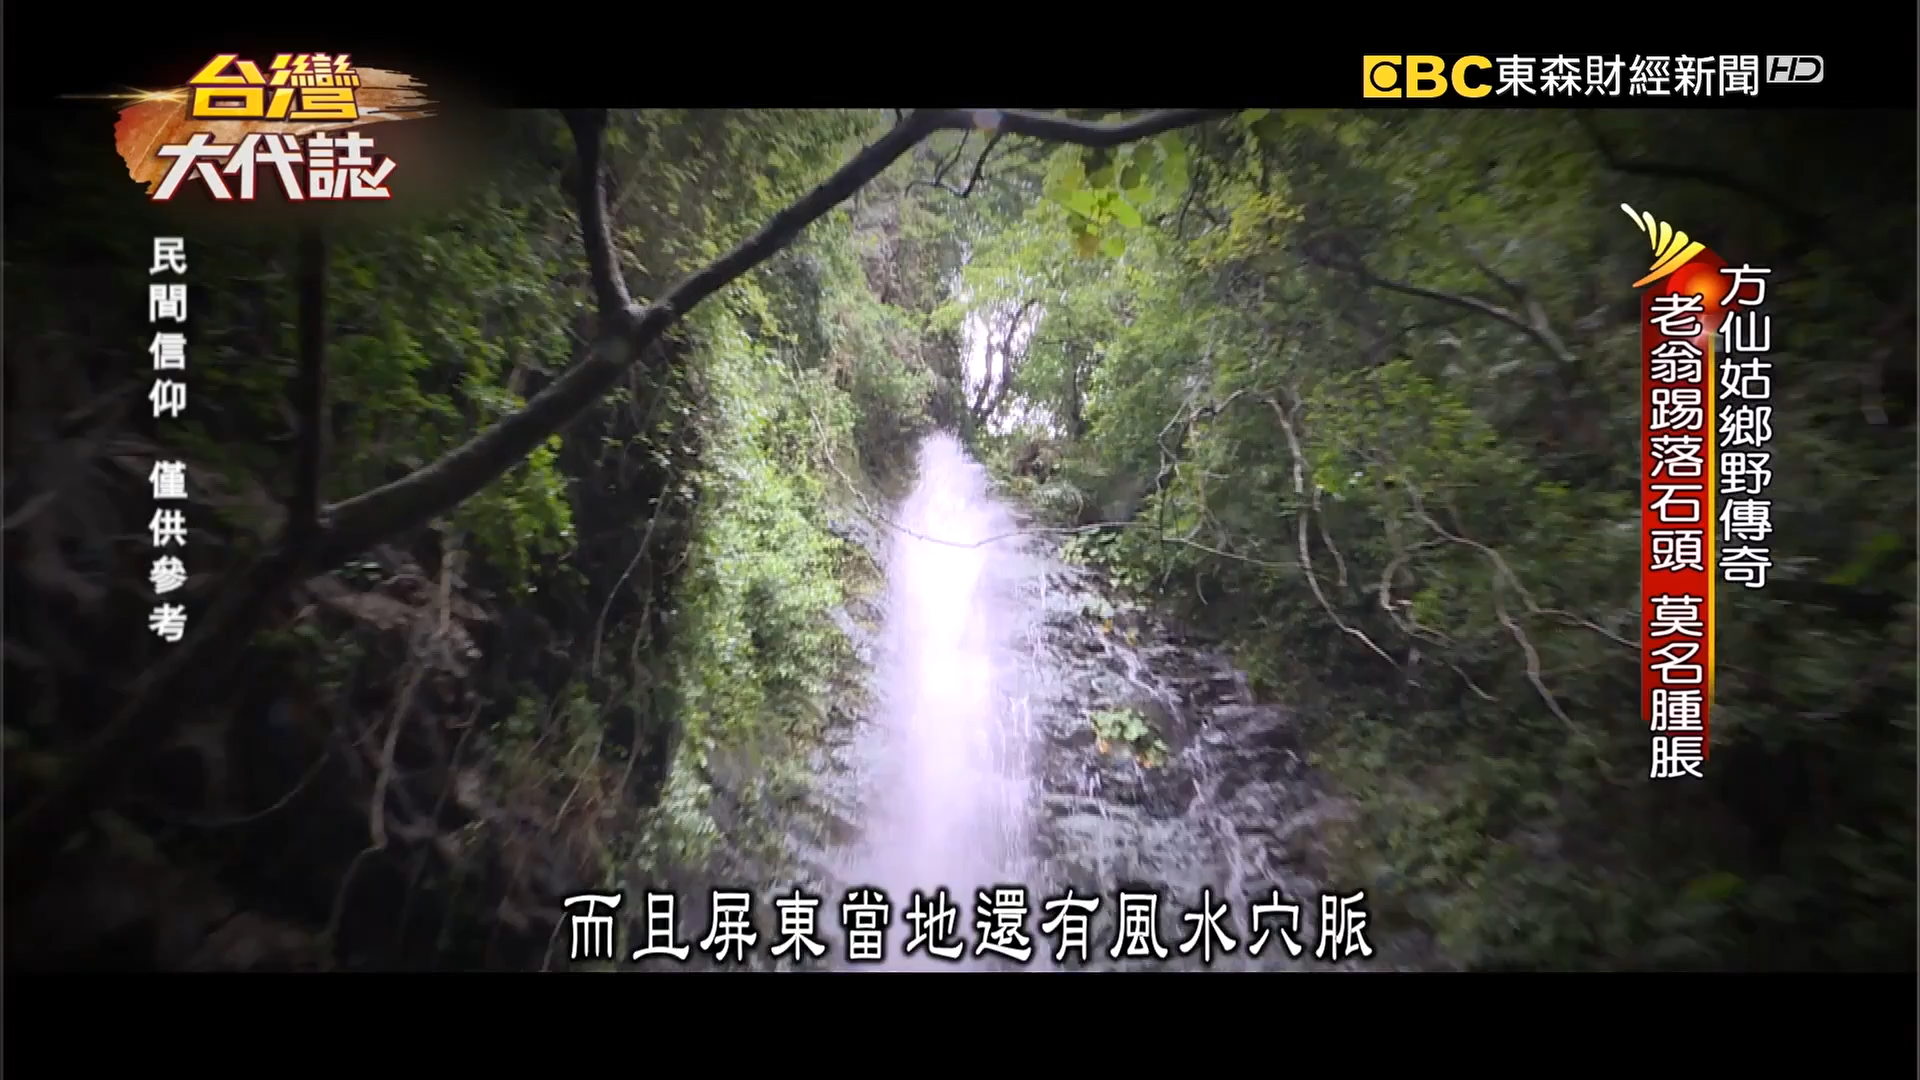 台灣
大代誌
EBC東森財經新聞HD
民間信仰 僅供參考
方仙姑鄉野傳奇
老翁踢落石頭 莫名腫脹
而且屏東當地還有風水穴脈